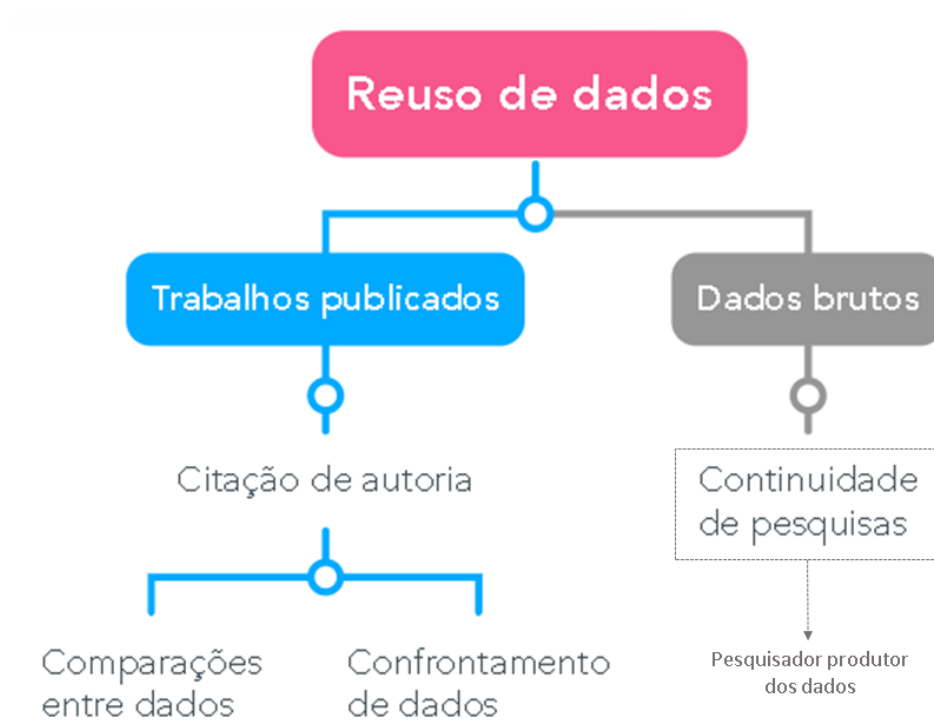 Reuso de dados
Trabalhos publicados
Dados brutos
Citação de autoria
Continuidade
de pesquisas
Comparações
entre dados
Confrontamento
de dados
Pesquisador produtor
dos dados